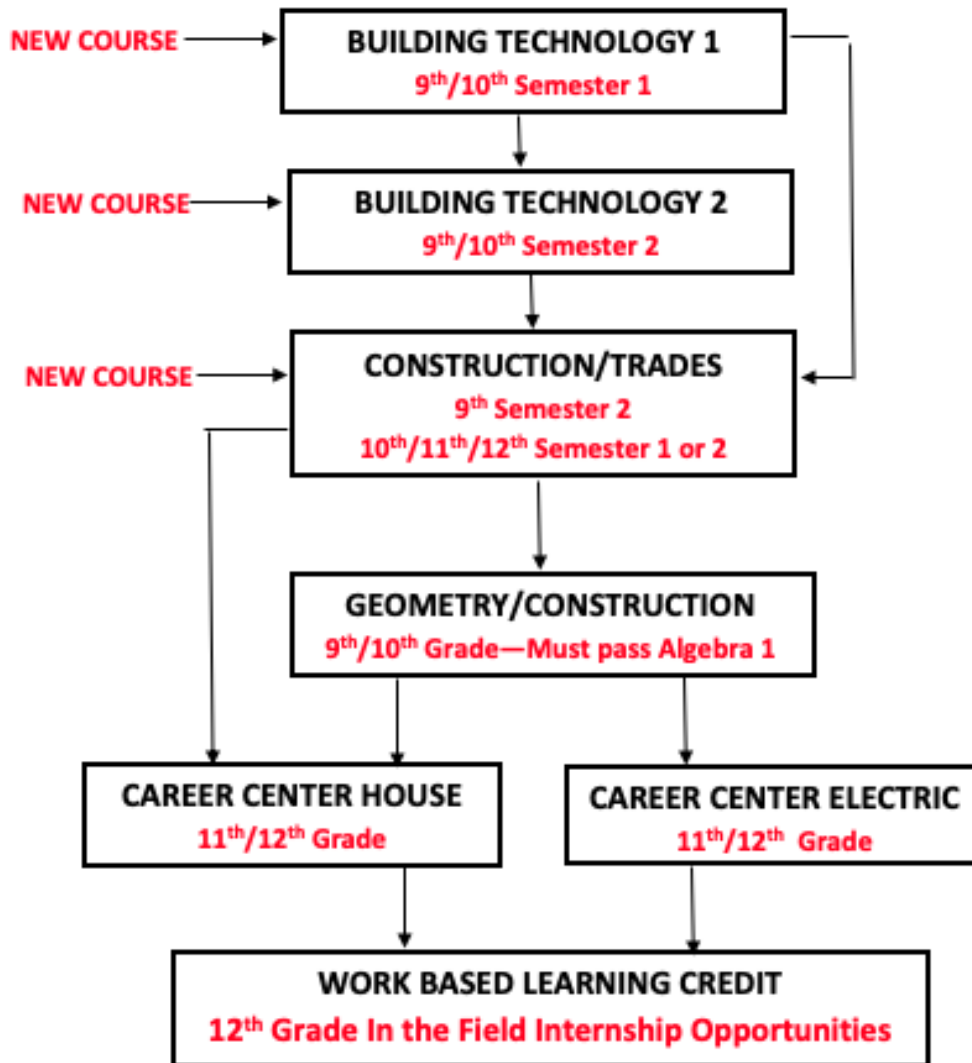 NEW COURSE
BUILDING TECHNOLOGY 1
9th/10th Semester 1
NEW COURSE
BUILDING TECHNOLOGY 2
9th/10th Semester 2
NEW COURSE
CONSTRUCTION/TRADES
9th Semester 2
10th/11th/12th Semester 1 or 2
GEOMETRY/CONSTRUCTION
9th/10th Grade—Must pass Algebra 1
CAREER CENTER HOUSE
11th/12th Grade
CAREER CENTER ELECTRIC
11th/12th Grade
WORK BASED LEARNING CREDIT
12th Grade In the Field Internship Opportunities